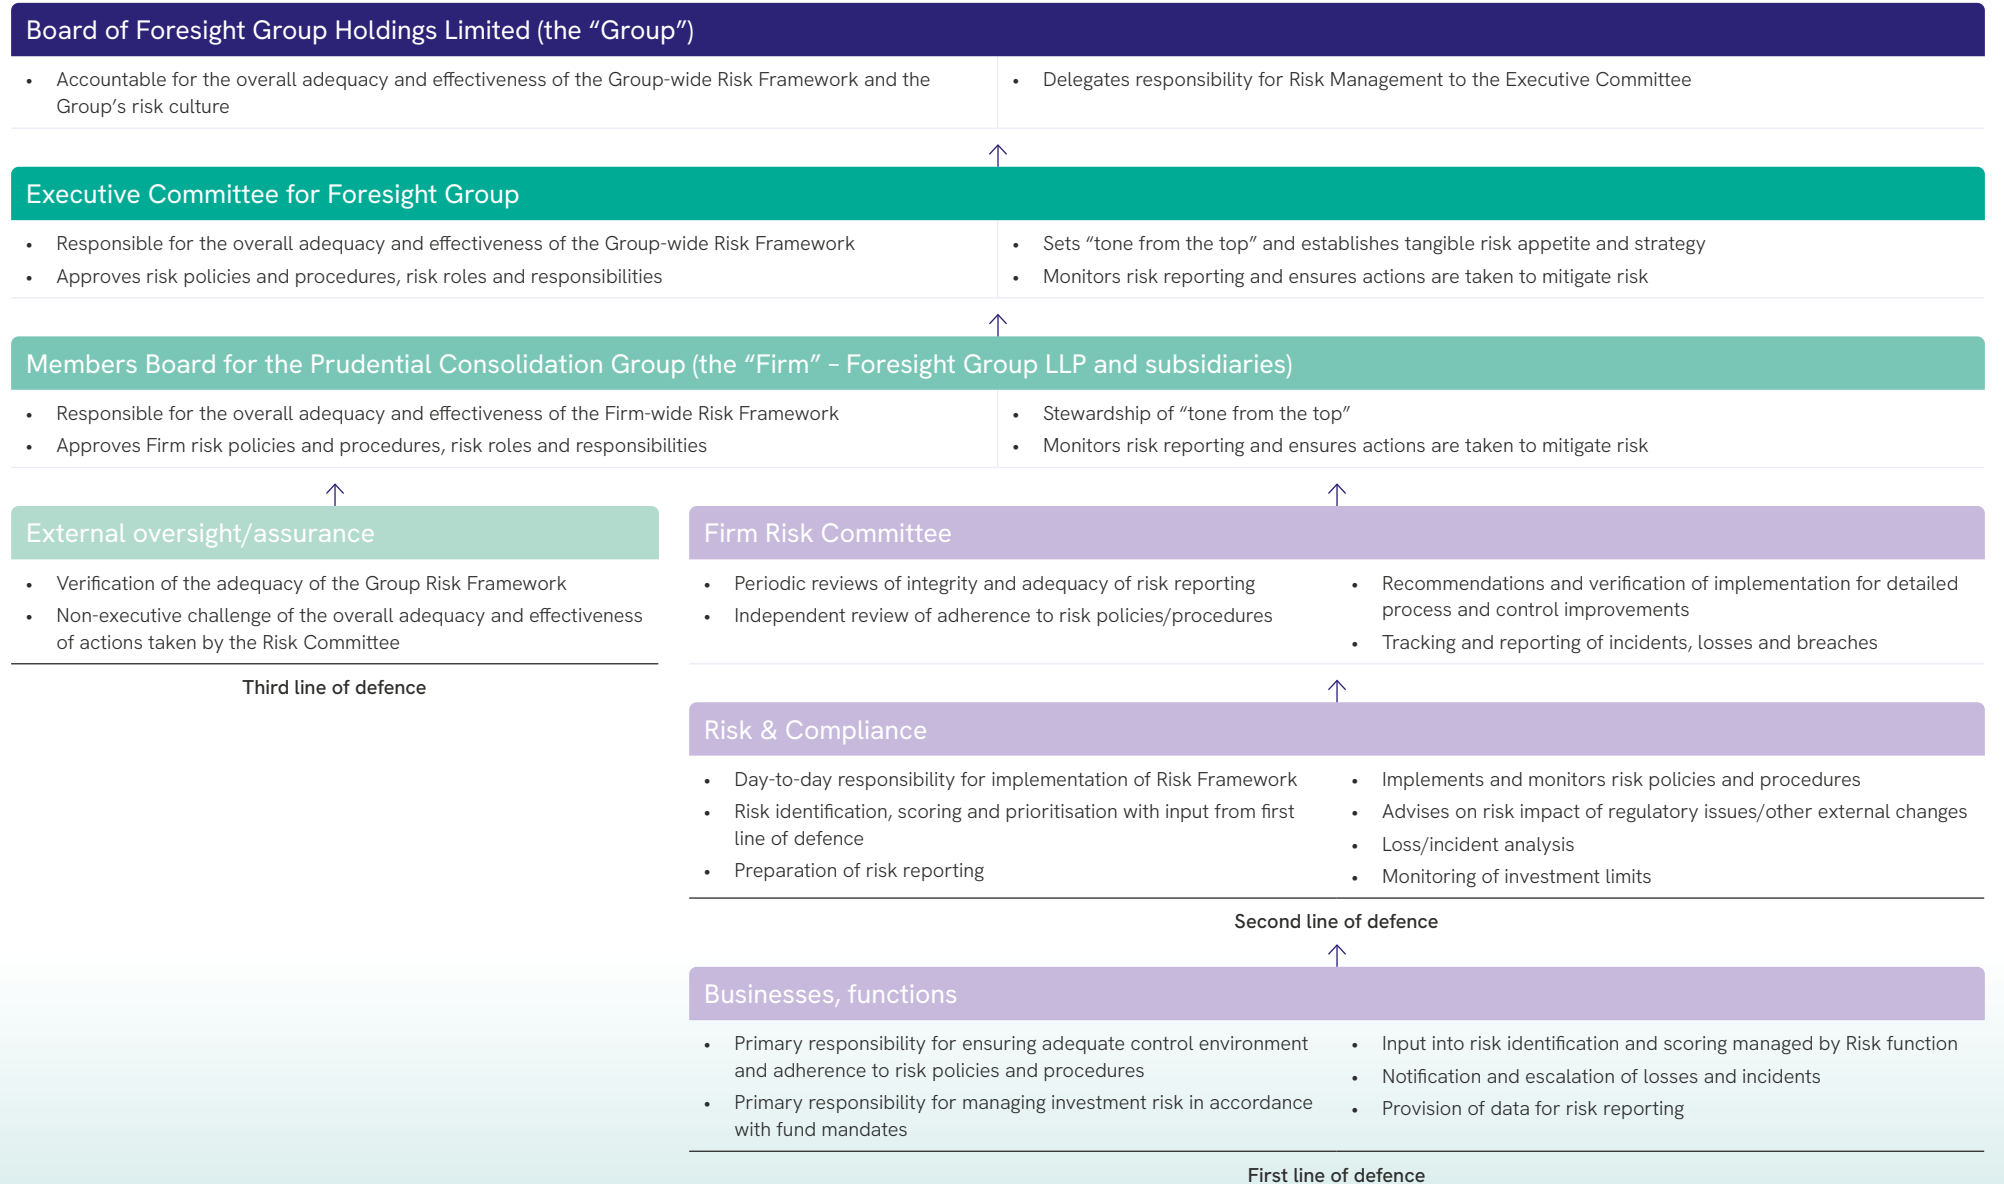 Board of Foresight Group Holdings Limited (the “Group”)
• Accountable for the overall adequacy and effectiveness of the Group-wide Risk Framework and the
Group’s risk culture
• Delegates responsibility for Risk Management to the Executive Committee
Executive Committee for Foresight Group
• Responsible for the overall adequacy and effectiveness of the Group-wide Risk Framework
• Approves risk policies and procedures, risk roles and responsibilities
• Sets “tone from the top” and establishes tangible risk appetite and strategy
• Monitors risk reporting and ensures actions are taken to mitigate risk
Members Board for the Prudential Consolidation Group (the “Firm” – Foresight Group LLP and subsidiaries)
• Responsible for the overall adequacy and effectiveness of the Firm-wide Risk Framework
• Approves Firm risk policies and procedures, risk roles and responsibilities
• Stewardship of “tone from the top”
• Monitors risk reporting and ensures actions are taken to mitigate risk
External oversight/assurance
• Verification of the adequacy of the Group Risk Framework
• Non-executive challenge of the overall adequacy and effectiveness
of actions taken by the Risk Committee
Third line of defence
Firm Risk Committee
• Periodic reviews of integrity and adequacy of risk reporting
• Independent review of adherence to risk policies/procedures
• Recommendations and verification of implementation for detailed
process and control improvements
• Tracking and reporting of incidents, losses and breaches
Risk & Compliance
• Day-to-day responsibility for implementation of Risk Framework
• Risk identification, scoring and prioritisation with input from first
line of defence
• Preparation of risk reporting
• Implements and monitors risk policies and procedures
• Advises on risk impact of regulatory issues/other external changes
• Loss/incident analysis
• Monitoring of investment limits
Second line of defence
Businesses, functions
• Primary responsibility for ensuring adequate control environment
and adherence to risk policies and procedures
• Primary responsibility for managing investment risk in accordance
with fund mandates
• Input into risk identification and scoring managed by Risk function
• Notification and escalation of losses and incidents
• Provision of data for risk reporting
First line of defence